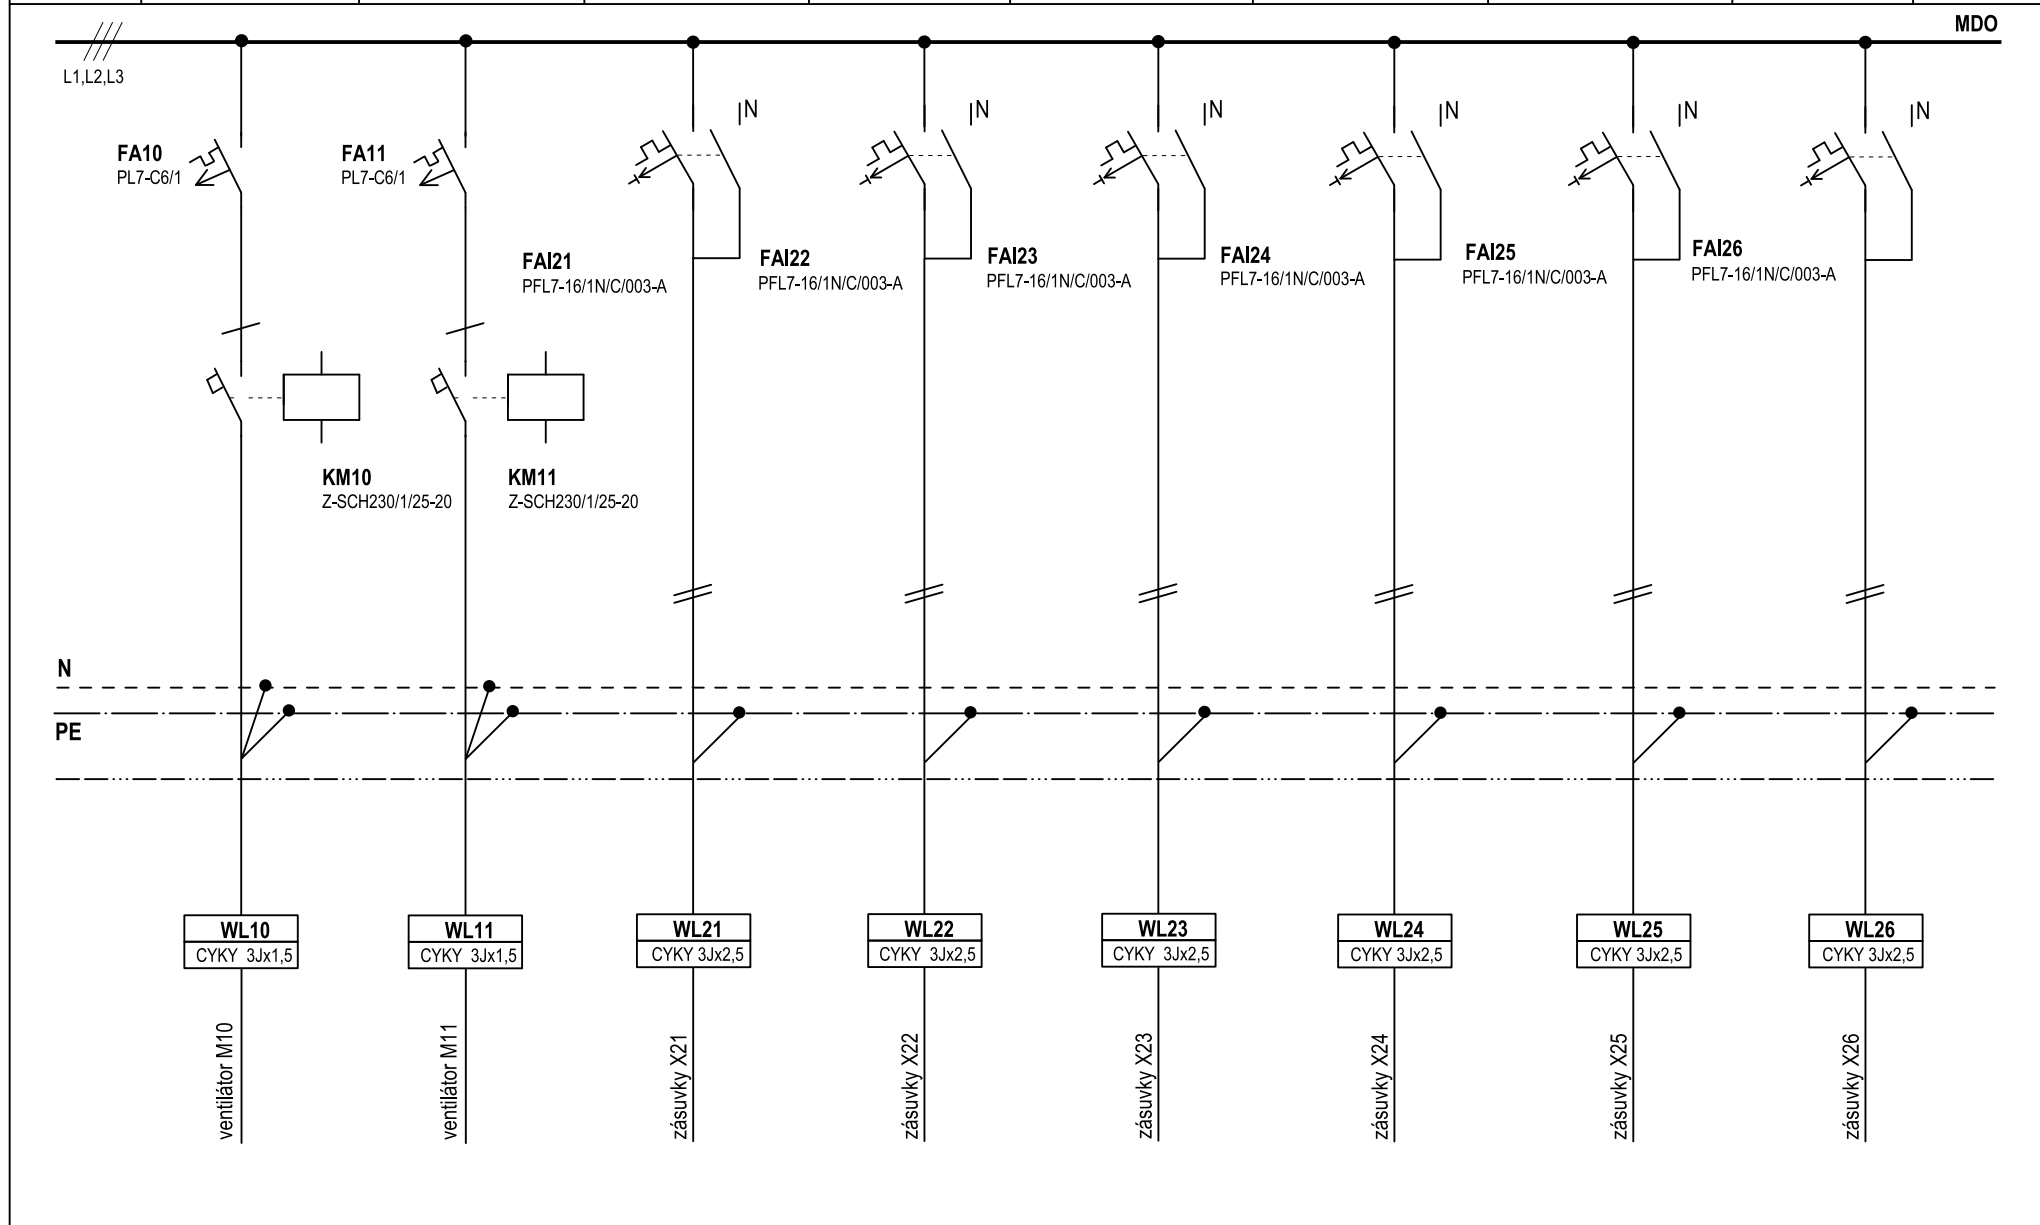 MDO
L1,L2,L3
N
N
N
N
N
N
FA10
PL7-C6/1
FA11
PL7-C6/1
FAI21
PFL7-16/1N/C/003-A
FAI22
PFL7-16/1N/C/003-A
FAI23
PFL7-16/1N/C/003-A
FAI24
PFL7-16/1N/C/003-A
FAI25
PFL7-16/1N/C/003-A
FAI26
PFL7-16/1N/C/003-A
KM10
Z-SCH230/1/25-20
KM11
Z-SCH230/1/25-20
N
PE
WL10
CYKY 3Jx1,5
WL11
CYKY 3Jx1,5
WL21
CYKY 3Jx2,5
WL22
CYKY 3Jx2,5
WL23
CYKY 3Jx2,5
WL24
CYKY 3Jx2,5
WL25
CYKY 3Jx2,5
WL26
CYKY 3Jx2,5
ventilátor M10
ventilátor M11
zásuvky X21
zásuvky X22
zásuvky X23
zásuvky X24
zásuvky X25
zásuvky X26